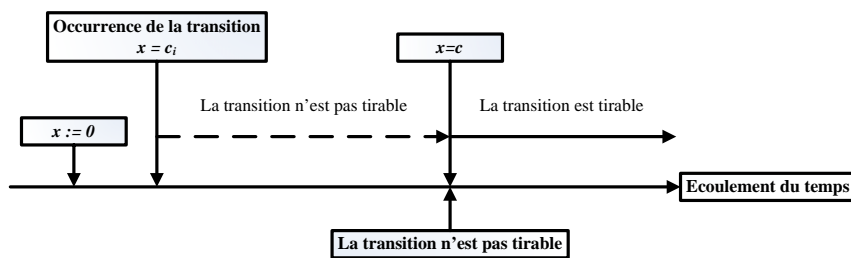 Occurrence de la transition
x = ci
x=c
La transition n'est pas tirable
La transition est tirable
x := 0
Ecoulement du temps
La transition n'est pas tirable